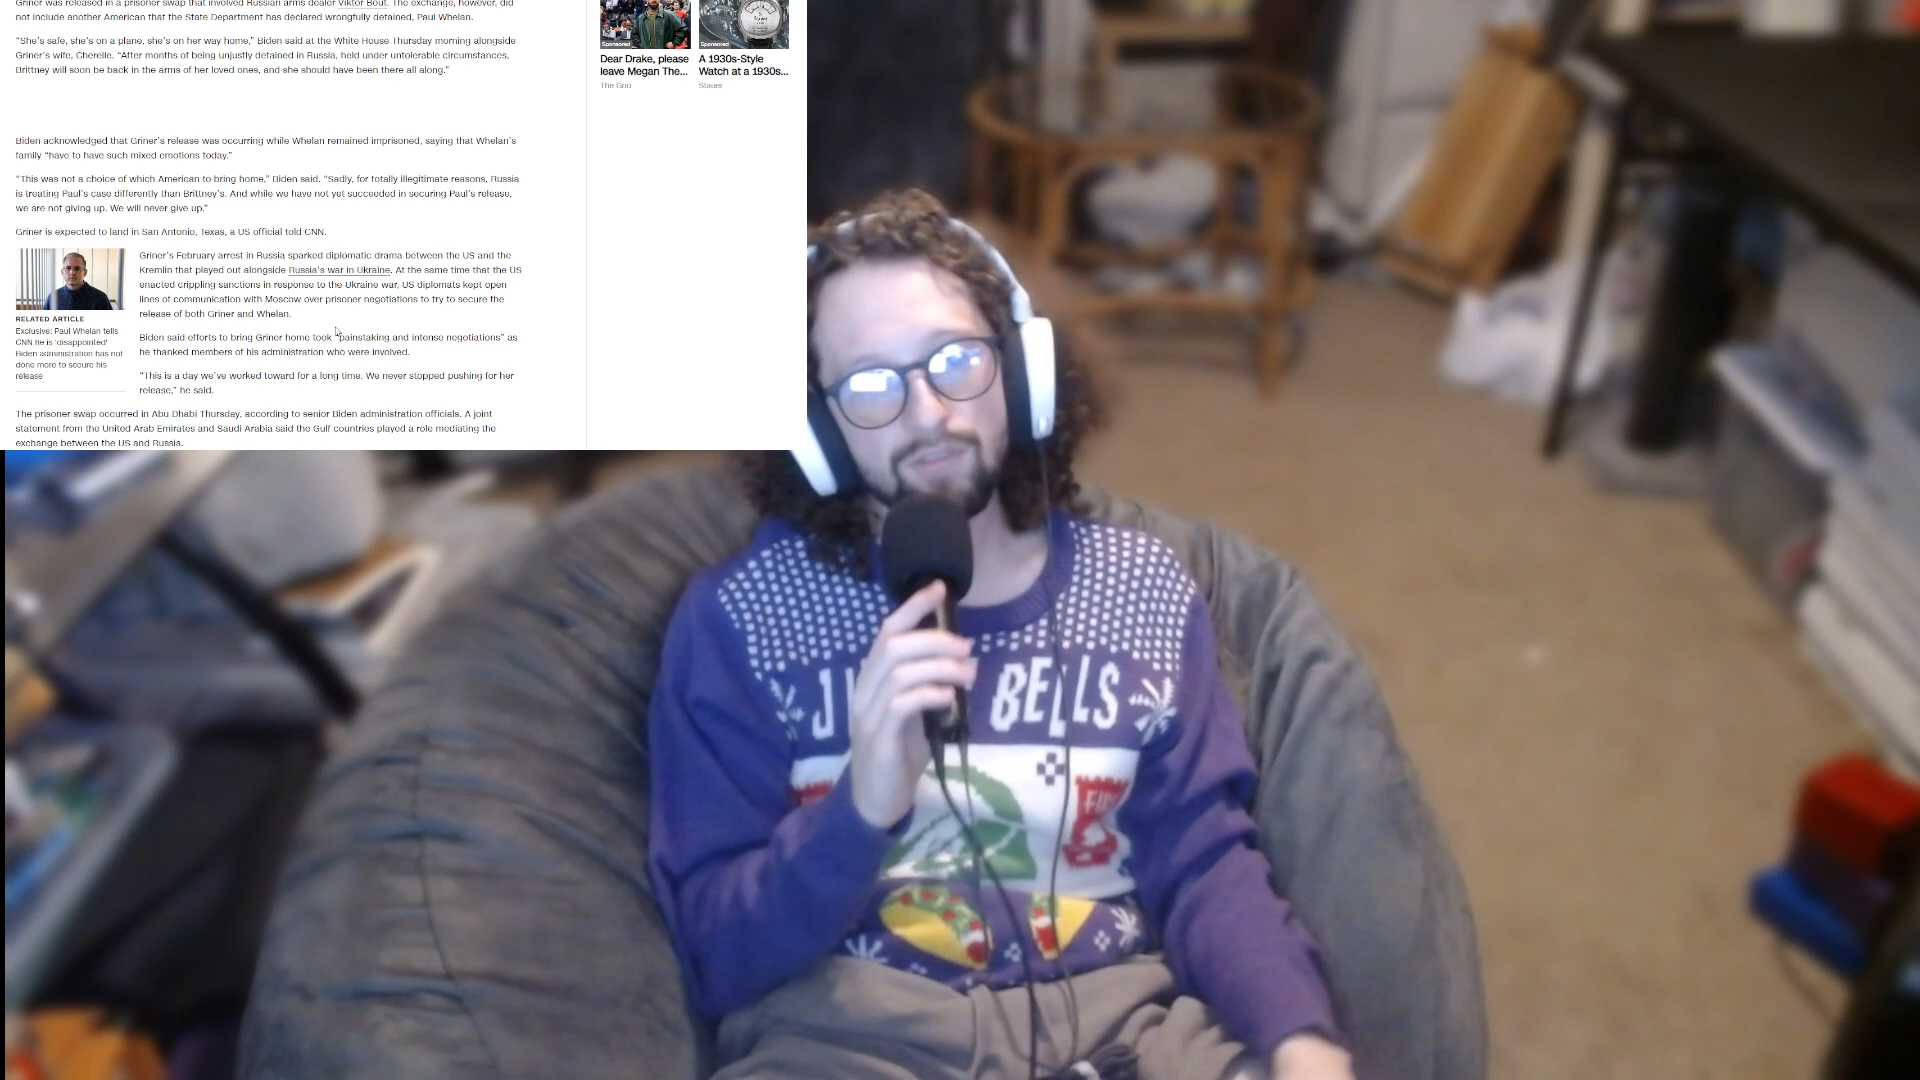 Griner was released in a prisoner swap that involved Russian arms dealer Viktor Bout. The exchange, however, did
not include another American that the State Department has declared wrongfully detained, Paul Whelan.
“She’s safe, she’s on a plane, she’s on her way home,” Biden said at the White House Thursday morning alongside
Griner’s wife, Cherelle. “After months of being unjustly detained in Russia, held under untolerable circumstances,
Brittney will soon be back in the arms of her loved ones, and she should have been there all along.”
Biden acknowledged that Griner’s release was occurring while Whelan remained imprisoned, saying that Whelan’s
family “have to have such mixed emotions today.”
“This was not a choice of which American to bring home,” Biden said. “Sadly, for totally illegitimate reasons, Russia
is treating Paul’s case differently than Brittney’s. And while we have not yet succeeded in securing Paul’s release,
we are not giving up. We will never give up.”
Griner is expected to land in San Antonio, Texas, a US official told CNN.
RELATED ARTICLE
Exclusive: Paul Whelan tells
CNN he is ‘disappointed’
Biden administration has not
done more to secure his
release
Griner’s February arrest in Russia sparked diplomatic drama between the US and the
Kremlin that played out alongside Russia’s war in Ukraine. At the same time that the US
enacted crippling sanctions in response to the Ukraine war, US diplomats kept open
lines of communication with Moscow over prisoner negotiations to try to secure the
release of both Griner and Whelan.
Biden said efforts to bring Griner home took “painstaking and intense negotiations” as
he thanked members of his administration who were involved.
“This is a day we’ve worked toward for a long time. We never stopped pushing for her
release,” he said.
The prisoner swap occurred in Abu Dhabi Thursday, according to senior Biden administration officials. A joint
statement from the United Arab Emirates and Saudi Arabia said the Gulf countries played a role mediating the
exchange between the US and Russia.
Sponsored
Dear Drake, please
leave Megan The...
The Grio
Sponsored
A 1930s-Style
Watch at a 1930s...
Stauer
J BELLS